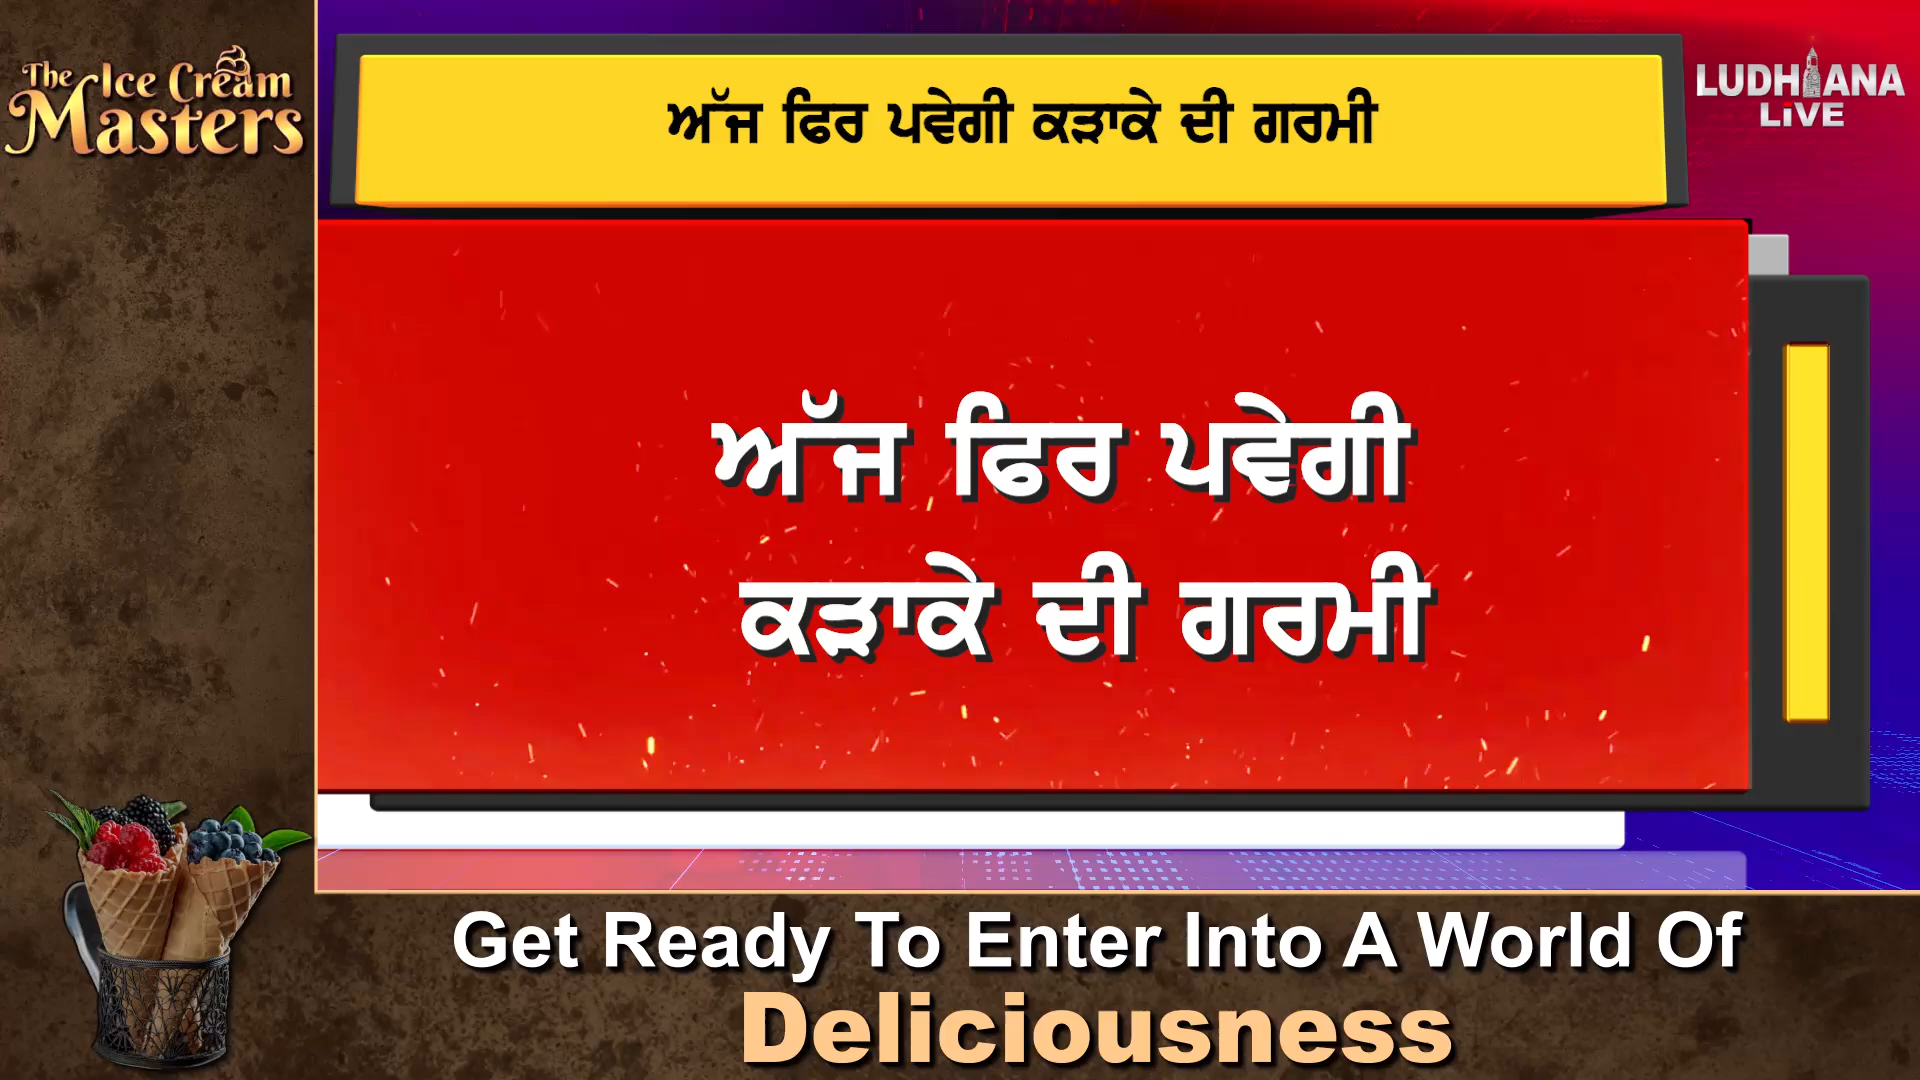 The Ice Cream
Masters
ਅੱਜ ਫਿਰ ਪਵੇਗੀ ਕੜਾਕੇ ਦੀ ਗਰਮੀ
LUDHIANA
LIVE
ਅੱਜ ਫਿਰ ਪਵੇਗੀ
ਕੜਾਕੇ ਦੀ ਗਰਮੀ
Get Ready To Enter Into A World Of
Deliciousness